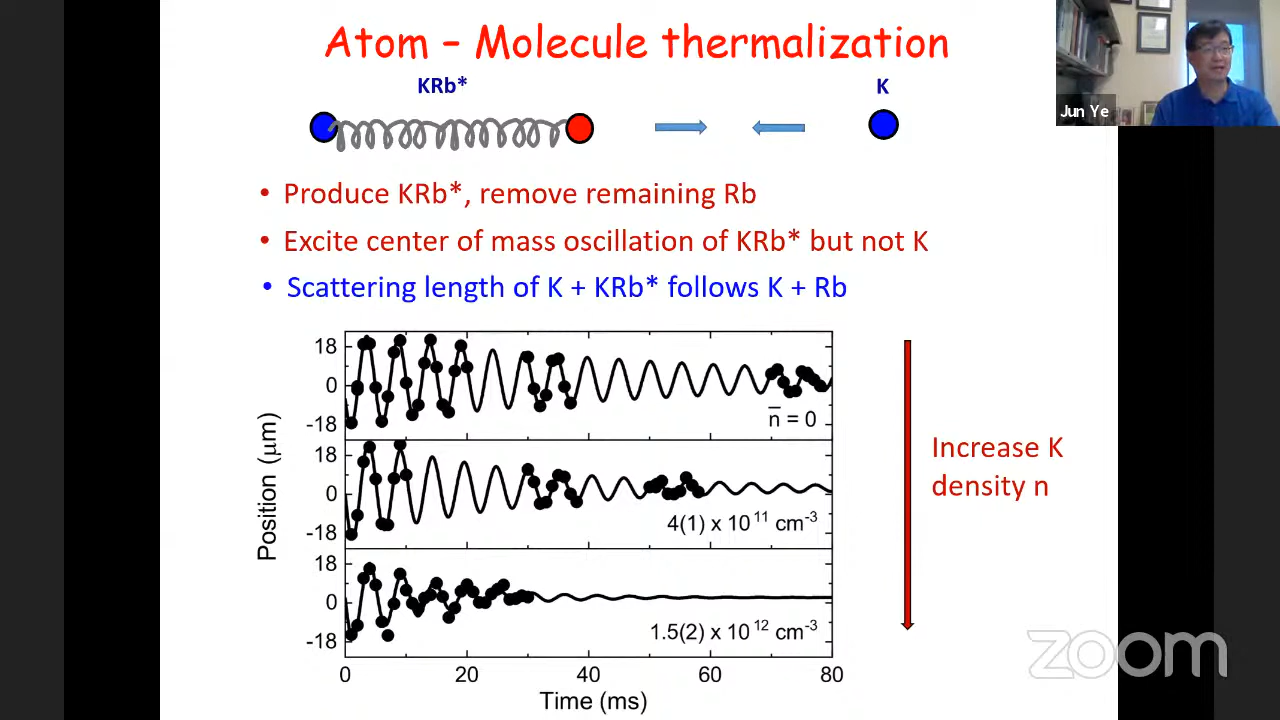 Atom – Molecule thermalization
KRb*
K
Jun Ye
• Produce KRb*, remove remaining Rb
• Excite center of mass oscillation of KRb* but not K
• Scattering length of K + KRb* follows K + Rb
18
0
-18
n̅ = 0
18
0
-18
4(1) x 10¹¹ cm⁻³
18
0
-18
1.5(2) x 10¹² cm⁻³
Position (μm)
0 20 40 60 80
Time (ms)
Increase K
density n
zoom